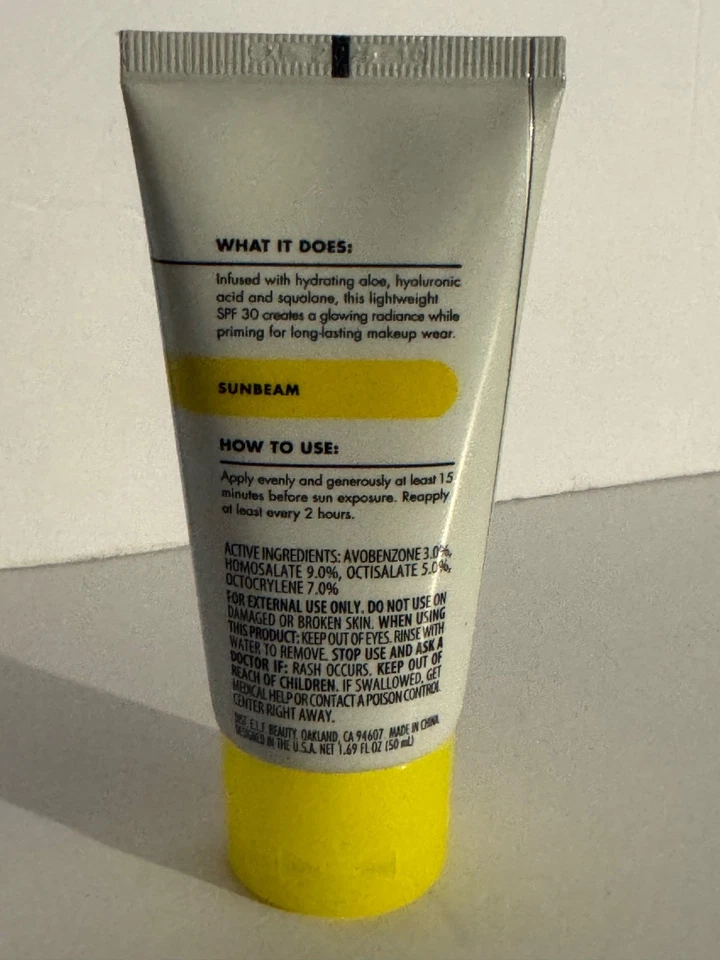 WHAT IT DOES:
Infused with hydrating aloe, hyaluronic
acid and squalane, this lightweight
SPF 30 creates a glowing radiance while
priming for long-lasting makeup wear.
SUNBEAM
HOW TO USE:
Apply evenly and generously at least 15
minutes before sun exposure. Reapply
at least every 2 hours.
ACTIVE INGREDIENTS: AVOBENZONE 3.0%,
HOMOSALATE 9.0%, OCTISALATE 5.0%,
OCTOCRYLENE 7.0%
FOR EXTERNAL USE ONLY. DO NOT USE ON
DAMAGED OR BROKEN SKIN. WHEN USING
THIS PRODUCT: KEEP OUT OF EYES. RINSE WITH
WATER TO REMOVE. STOP USE AND ASK A
DOCTOR IF: RASH OCCURS. KEEP OUT OF
REACH OF CHILDREN. IF SWALLOWED, GET
MEDICAL HELP OR CONTACT A POISON CONTROL
CENTER RIGHT AWAY.
DIST. E.L.F. BEAUTY, OAKLAND, CA 94607. MADE IN CHINA.
DESIGNED IN THE U.S.A. NET 1.69 FL OZ (50 mL)